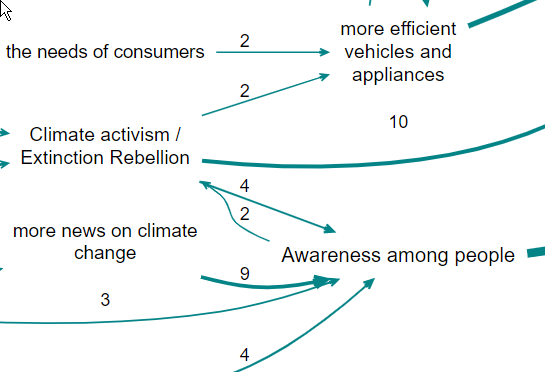 more efficient
vehicles and
appliances
the needs of consumers
2
2
10
Climate activism /
Extinction Rebellion
4
2
more news on climate
change
Awareness among people
9
3
4